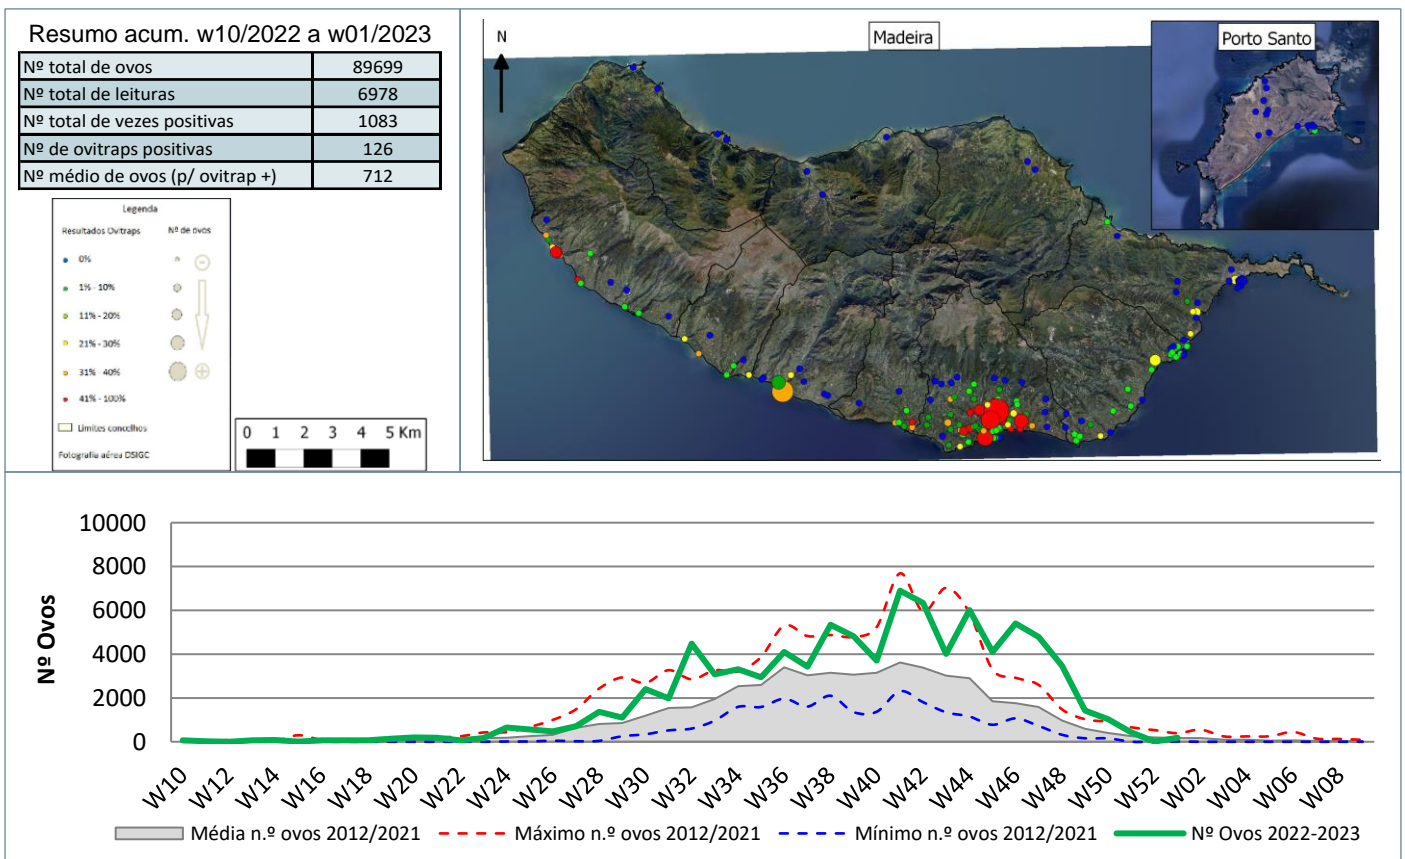 Resumo acum. w10/2022 a w01/2023
Nº total de ovos 89699
Nº total de leituras 6978
Nº total de vezes positivas 1083
Nº de ovitraps positivas 126
Nº médio de ovos (p/ ovitrap +) 712
Legenda
Resultados Ovitraps Nº de ovos
0%
1% - 10%
11% - 20%
21% - 30%
31% - 40%
41% - 100%
Limites concelhos
Fotografia aérea DSIGC
0 1 2 3 4 5 Km
N
Madeira
Porto Santo
Nº Ovos
10000
8000
6000
4000
2000
0
W10 W12 W14 W16 W18 W20 W22 W24 W26 W28 W30 W32 W34 W36 W38 W40 W42 W44 W46 W48 W50 W52 W02 W04 W06 W08
Média n.º ovos 2012/2021 Máximo n.º ovos 2012/2021 Mínimo n.º ovos 2012/2021 Nº Ovos 2022-2023